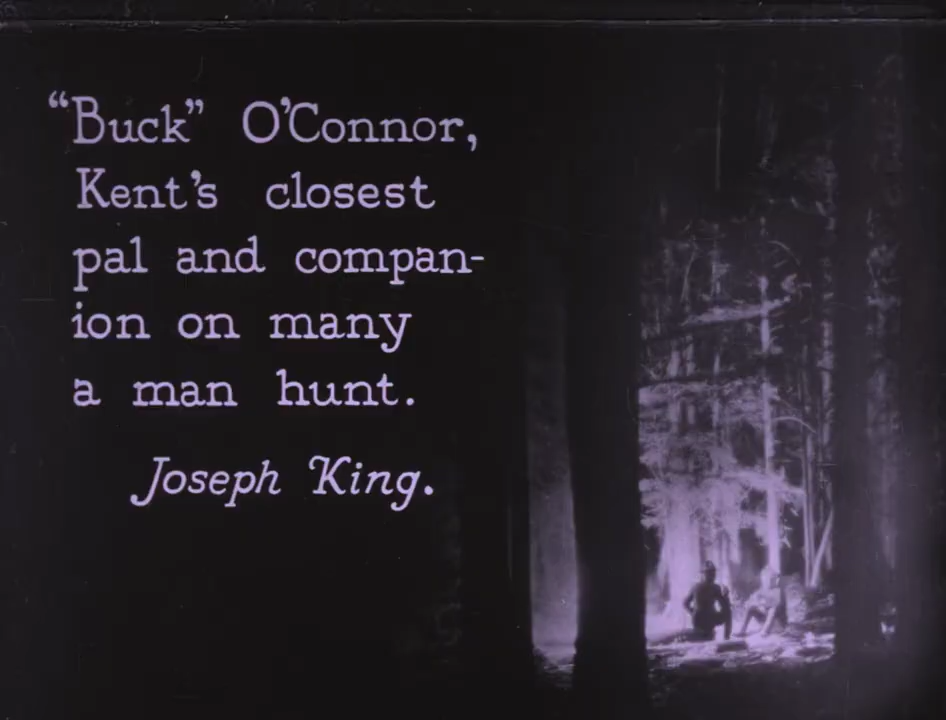 “Buck” O’Connor,
Kent’s closest
pal and compan-
ion on many
a man hunt.
Joseph King.